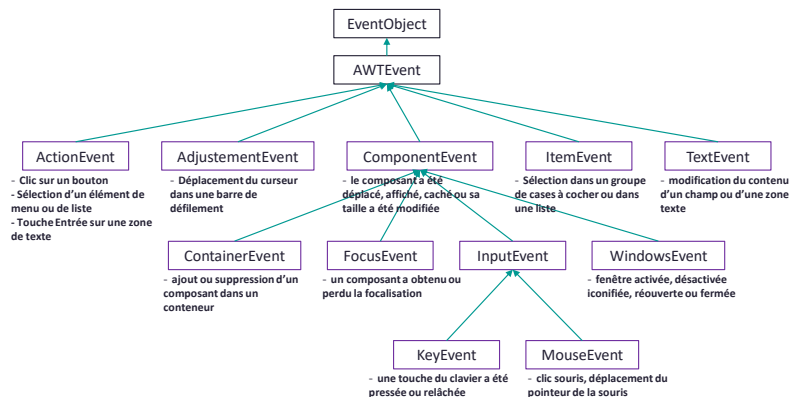 EventObject
AWTEvent
ActionEvent
- Clic sur un bouton
- Sélection d'un élément de
menu ou de liste
- Touche Entrée sur une zone
de texte
AdjustementEvent
- Déplacement du curseur
dans une barre de
défilement
ComponentEvent
- le composant a été
déplacé, affiché, caché ou sa
taille a été modifiée
ItemEvent
- Sélection dans un groupe
de cases à cocher ou dans
une liste
TextEvent
- modification du contenu
d'un champ ou d'une zone
texte
ContainerEvent
- ajout ou suppression d'un
composant dans un
conteneur
FocusEvent
- un composant a obtenu ou
perdu la focalisation
InputEvent
WindowsEvent
- fenêtre activée, désactivée
iconifiée, réouverte ou fermée
KeyEvent
- une touche du clavier a été
pressée ou relâchée
MouseEvent
- clic souris, déplacement du
pointeur de la souris